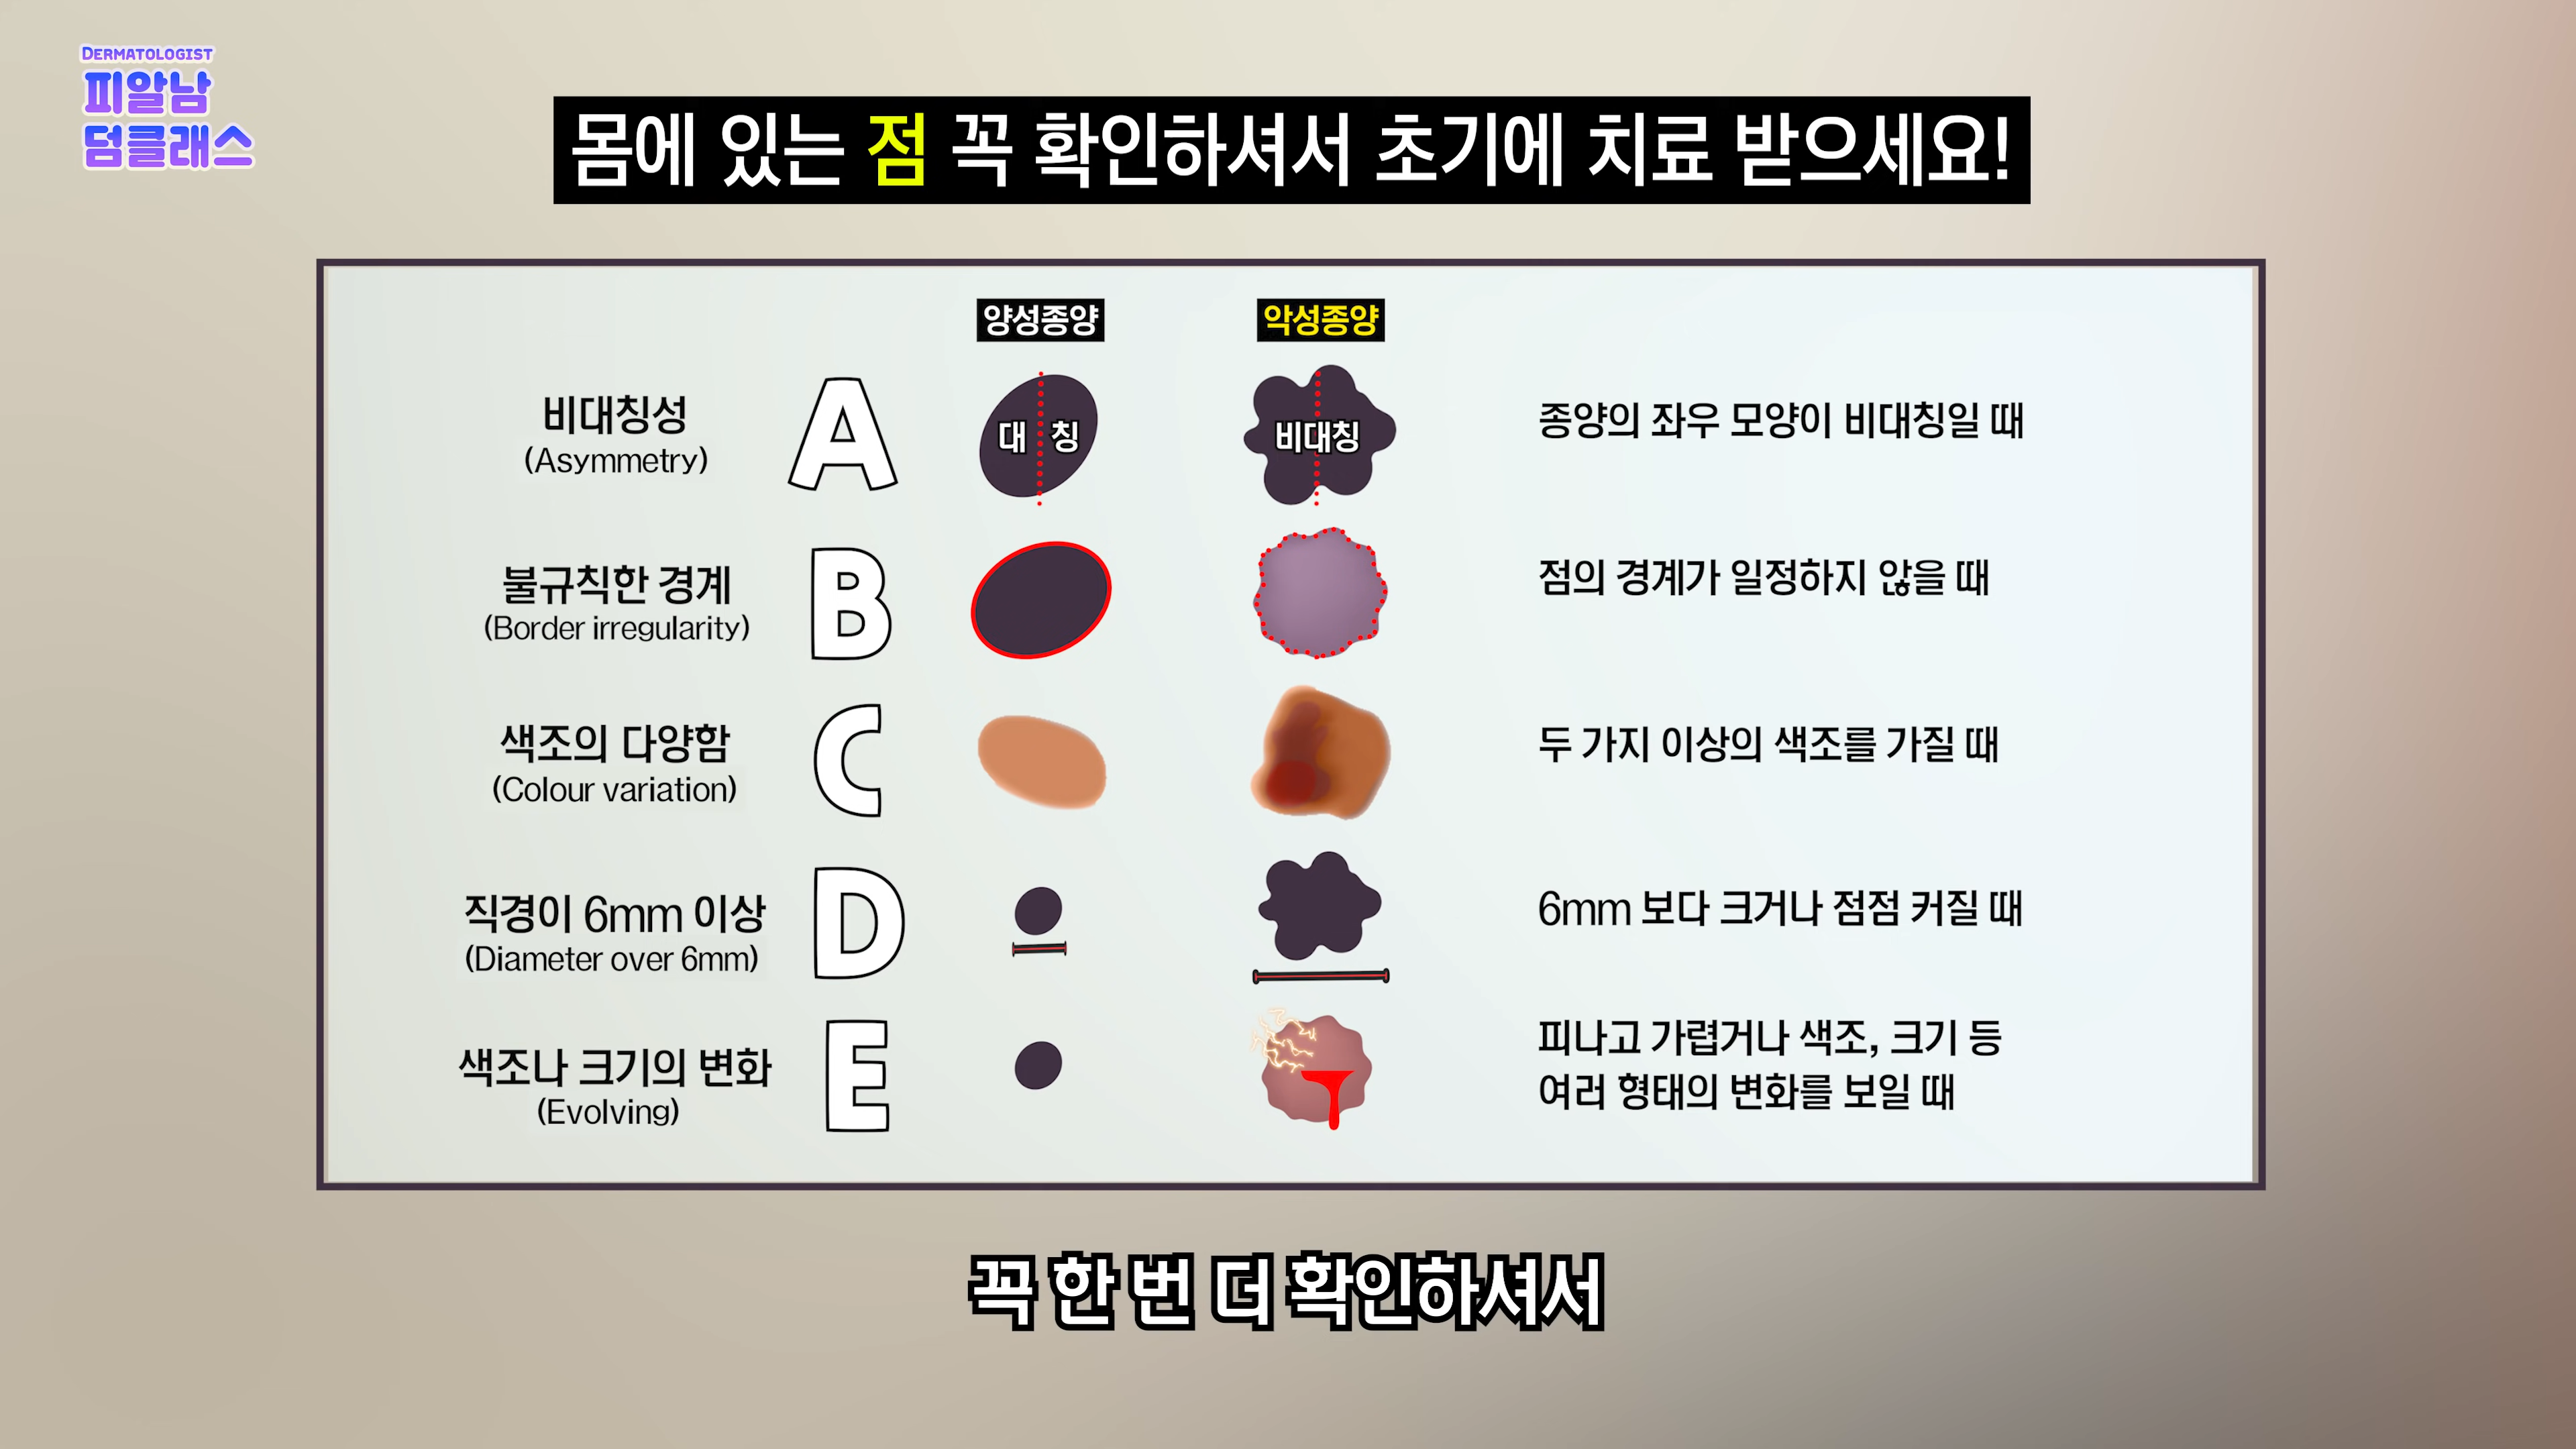 DERMATOLOGIST
피알남
덤클래스
몸에 있는 점 꼭 확인하셔서 초기에 치료 받으세요!
양성종양
악성종양
비대칭성
(Asymmetry)
A
대 칭
비대칭
종양의 좌우 모양이 비대칭일 때
불규칙한 경계
(Border irregularity)
B
점의 경계가 일정하지 않을 때
색조의 다양함
(Colour variation)
C
두 가지 이상의 색조를 가질 때
직경이 6mm 이상
(Diameter over 6mm)
D
6mm 보다 크거나 점점 커질 때
색조나 크기의 변화
(Evolving)
E
피나고 가렵거나 색조, 크기 등
여러 형태의 변화를 보일 때
꼭 한 번 더 확인하셔서